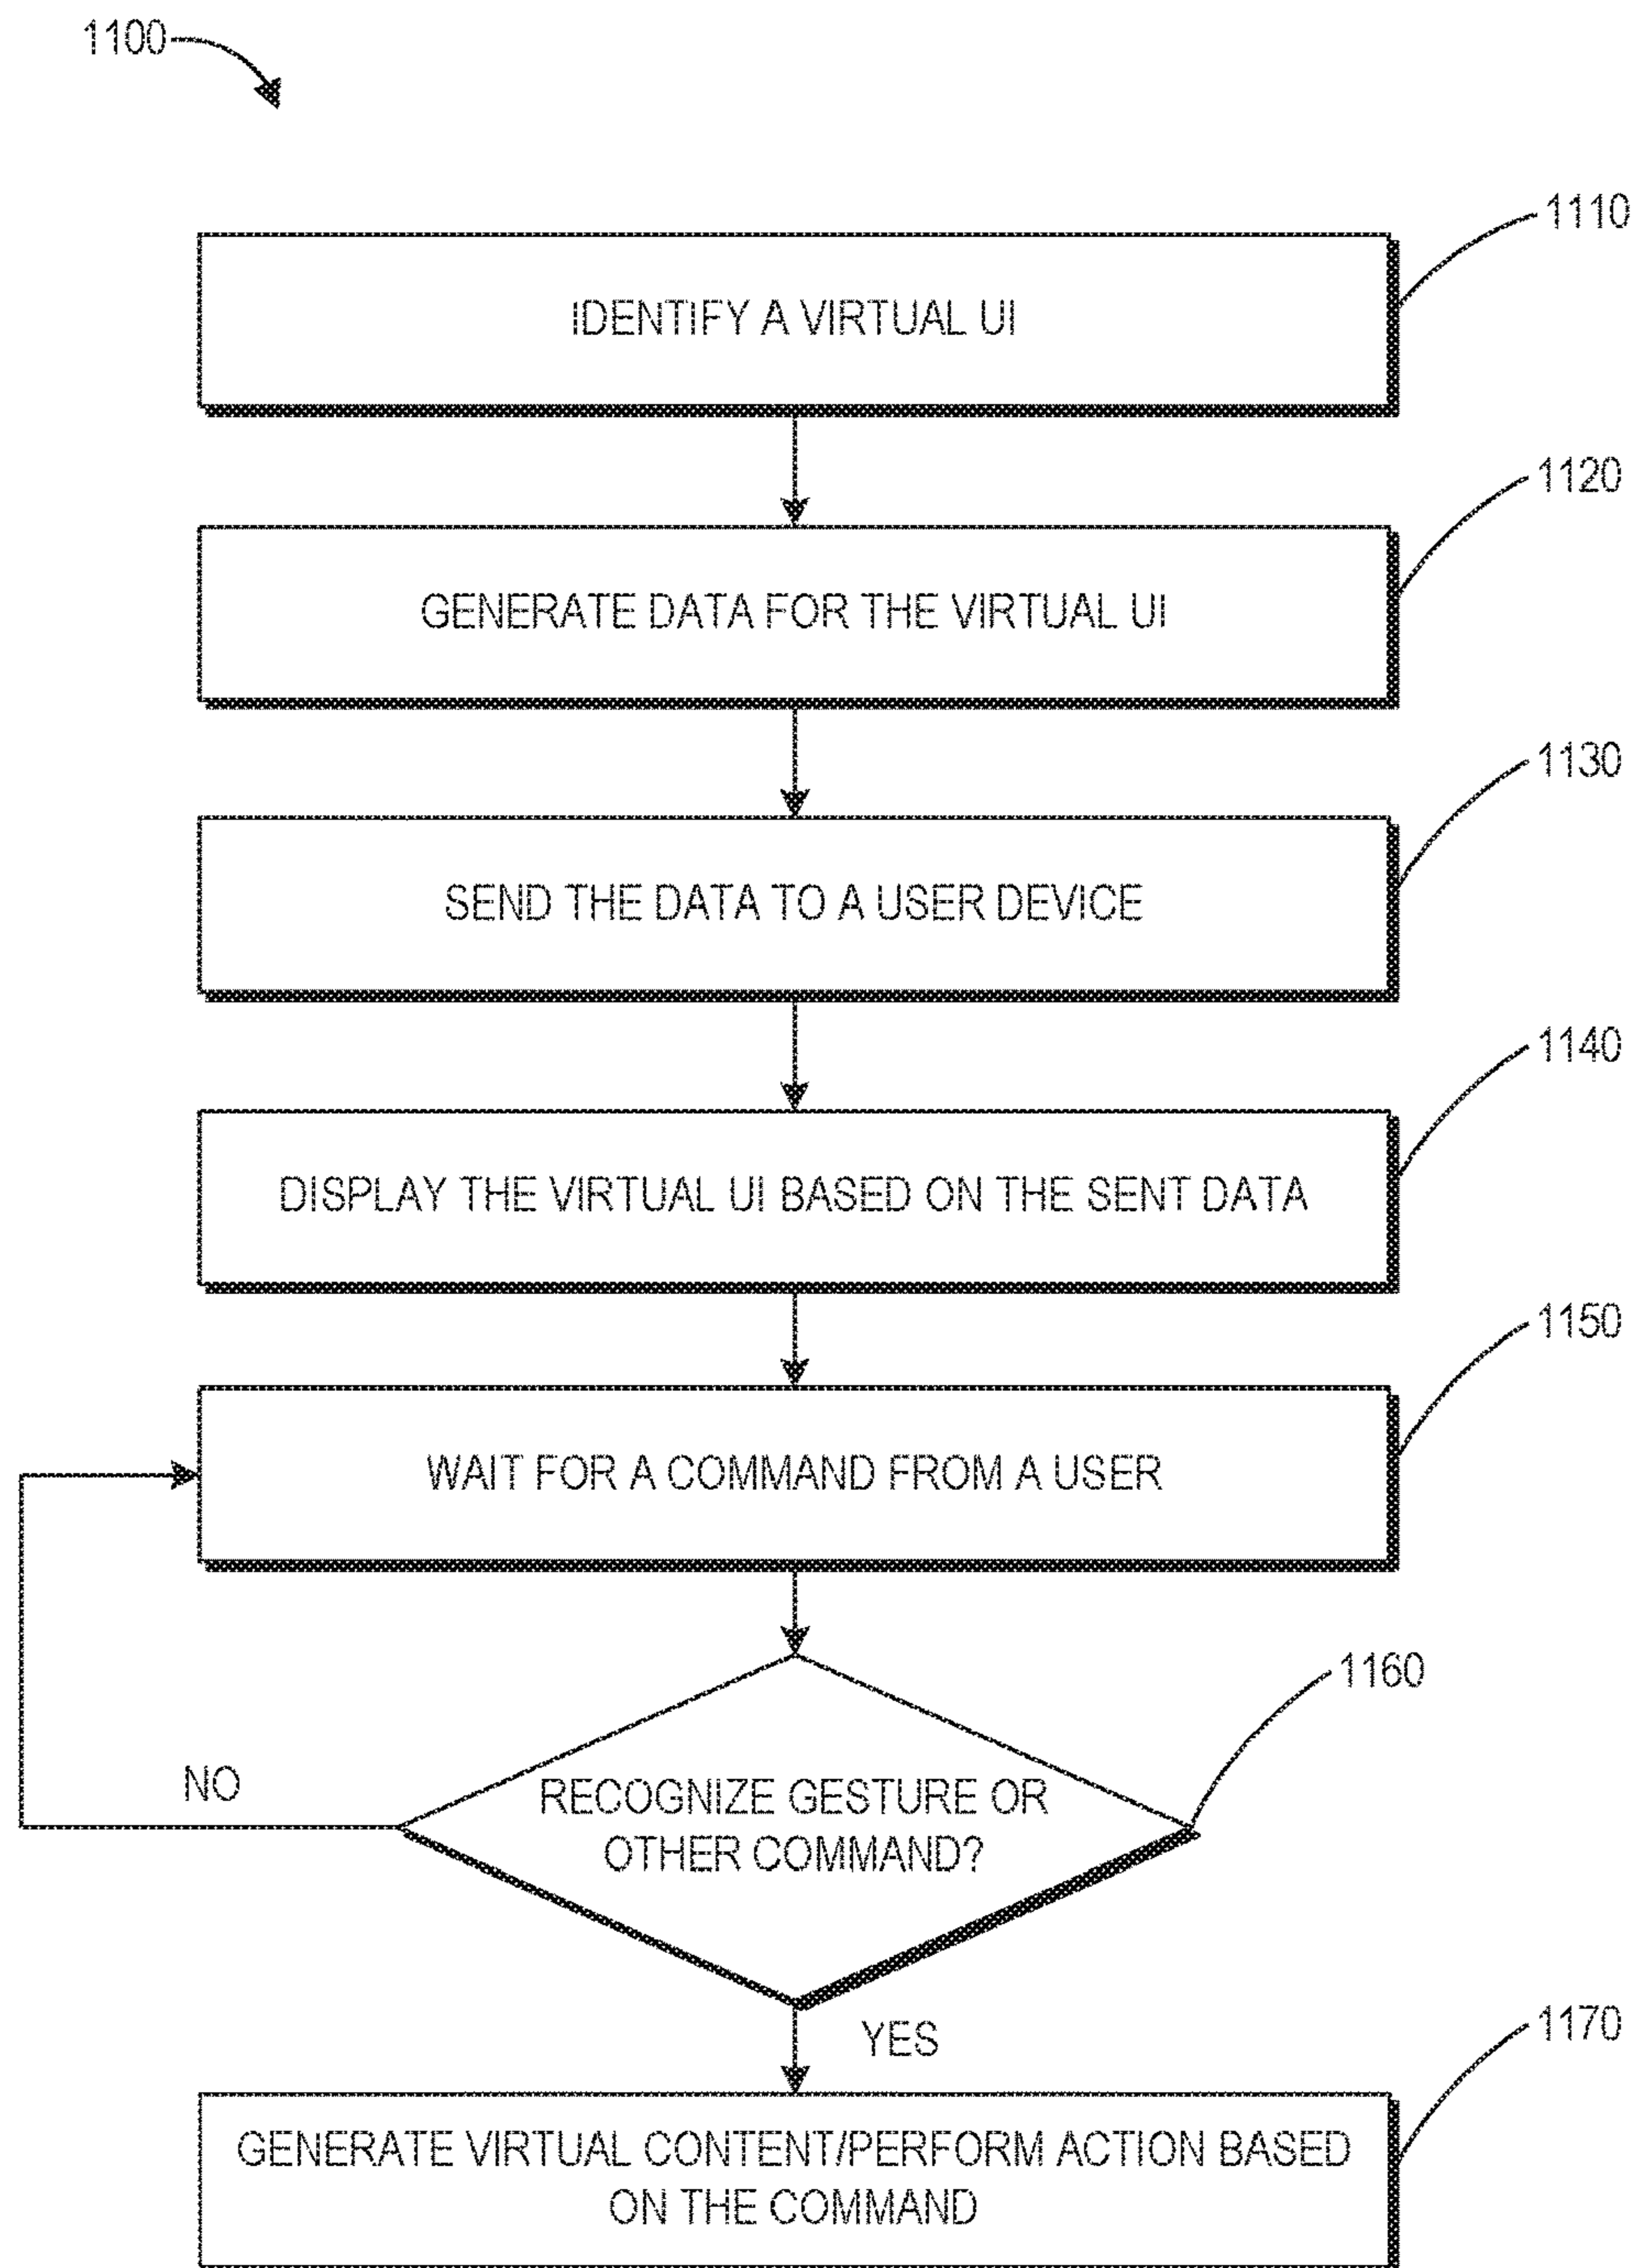 1100
1110
IDENTIFY A VIRTUAL UI
1120
GENERATE DATA FOR THE VIRTUAL UI
1130
SEND THE DATA TO A USER DEVICE
1140
DISPLAY THE VIRTUAL UI BASED ON THE SENT DATA
1150
WAIT FOR A COMMAND FROM A USER
1160
NO
RECOGNIZE GESTURE OR
OTHER COMMAND?
YES
1170
GENERATE VIRTUAL CONTENT/PERFORM ACTION BASED
ON THE COMMAND